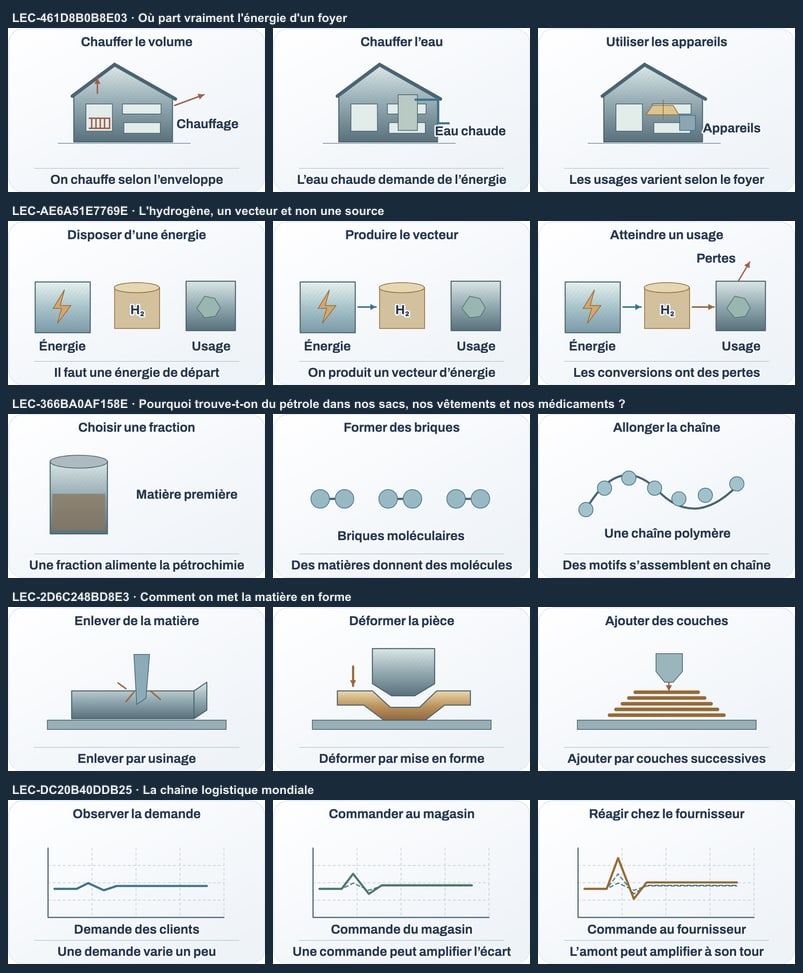 LEC-461D8B0B8E03 · Où part vraiment l'énergie d'un foyer
Chauffer le volume
Chauffer l’eau
Utiliser les appareils
Chauffage
Eau chaude
Appareils
On chauffe selon l’enveloppe
L’eau chaude demande de l’énergie
Les usages varient selon le foyer
LEC-AE6A51E7769E · L'hydrogène, un vecteur et non une source
Disposer d’une énergie
Produire le vecteur
Atteindre un usage
Pertes
H₂
H₂
H₂
Énergie
Usage
Énergie
Usage
Énergie
Usage
Il faut une énergie de départ
On produit un vecteur d’énergie
Les conversions ont des pertes
LEC-366BA0AF158E · Pourquoi trouve-t-on du pétrole dans nos sacs, nos vêtements et nos médicaments ?
Choisir une fraction
Former des briques
Allonger la chaîne
Matière première
Briques moléculaires
Une chaîne polymère
Une fraction alimente la pétrochimie
Des matières donnent des molécules
Des motifs s’assemblent en chaîne
LEC-2D6C248BD8E3 · Comment on met la matière en forme
Enlever de la matière
Déformer la pièce
Ajouter des couches
Enlever par usinage
Déformer par mise en forme
Ajouter par couches successives
LEC-DC20B40DDB25 · La chaîne logistique mondiale
Observer la demande
Commander au magasin
Réagir chez le fournisseur
Demande des clients
Commande du magasin
Commande au fournisseur
Une demande varie un peu
Une commande peut amplifier l’écart
L’amont peut amplifier à son tour